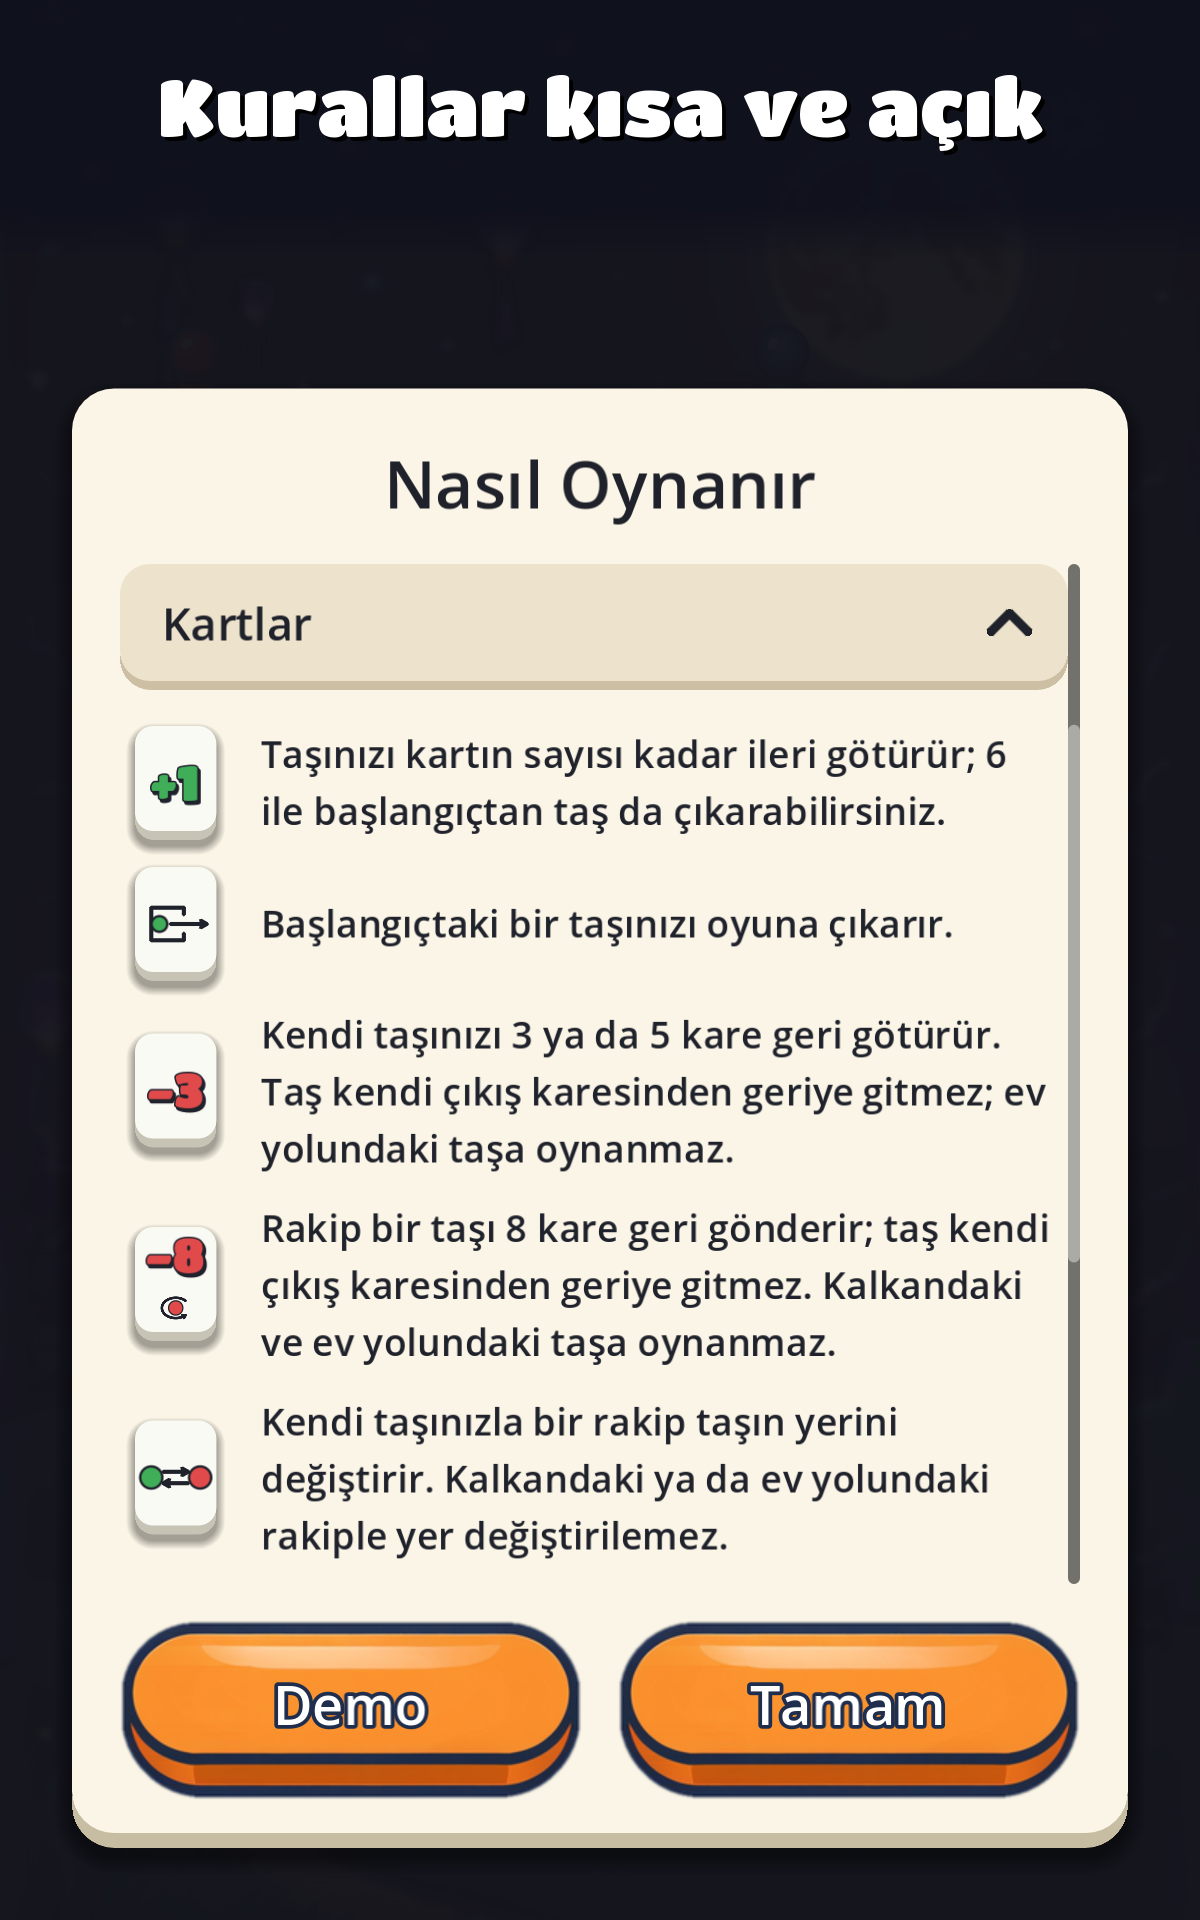 Kurallar kısa ve açık
Nasıl Oynanır
Kartlar
+1
Taşınızı kartın sayısı kadar ileri götürür; 6
ile başlangıçtan taş da çıkarabilirsiniz.
Başlangıçtaki bir taşınızı oyuna çıkarır.
-3
Kendi taşınızı 3 ya da 5 kare geri götürür.
Taş kendi çıkış karesinden geriye gitmez; ev
yolundaki taşa oynanmaz.
-8
Rakip bir taşı 8 kare geri gönderir; taş kendi
çıkış karesinden geriye gitmez. Kalkandaki
ve ev yolundaki taşa oynanmaz.
Kendi taşınızla bir rakip taşın yerini
değiştirir. Kalkandaki ya da ev yolundaki
rakiple yer değiştirilemez.
Demo
Tamam